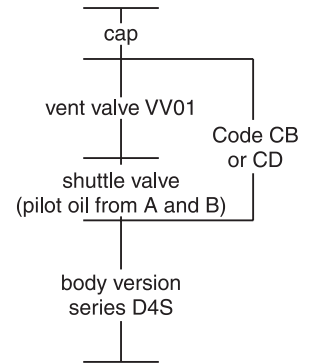 cap
vent valve VV01
Code CB
or CD
shuttle valve
(pilot oil from A and B)
body version
series D4S